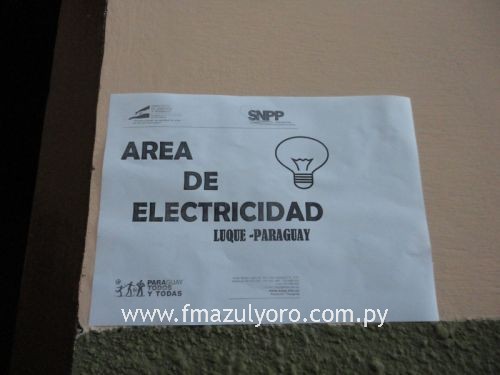 SNPP
AREA
DE
ELECTRICIDAD
LUQUE -PARAGUAY
PARAGUAY
TODOS
Y TODAS
www.fmazulyoro.com.py